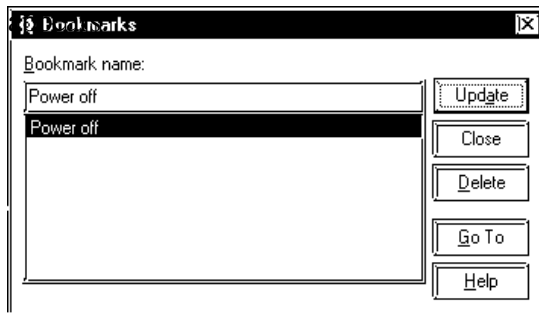 Bookmarks
Bookmark name:
Power off
Power off
Update
Close
Delete
Go To
Help